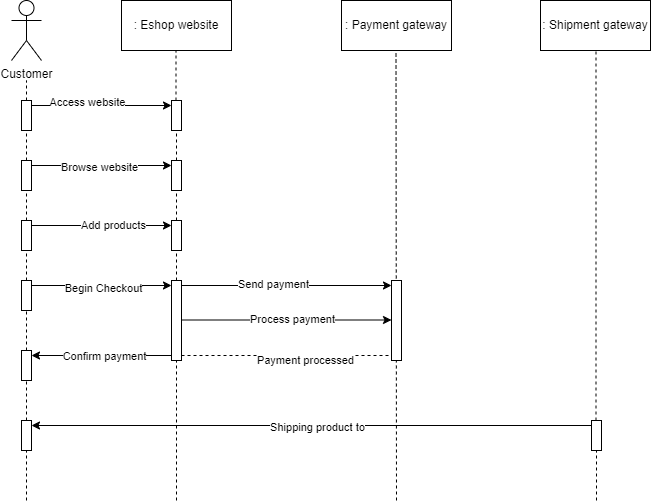 : Eshop website
: Payment gateway
: Shipment gateway
Customer
Access website
Browse website
Add products
Begin Checkout
Send payment
Process payment
Confirm payment
Payment processed
Shipping product to